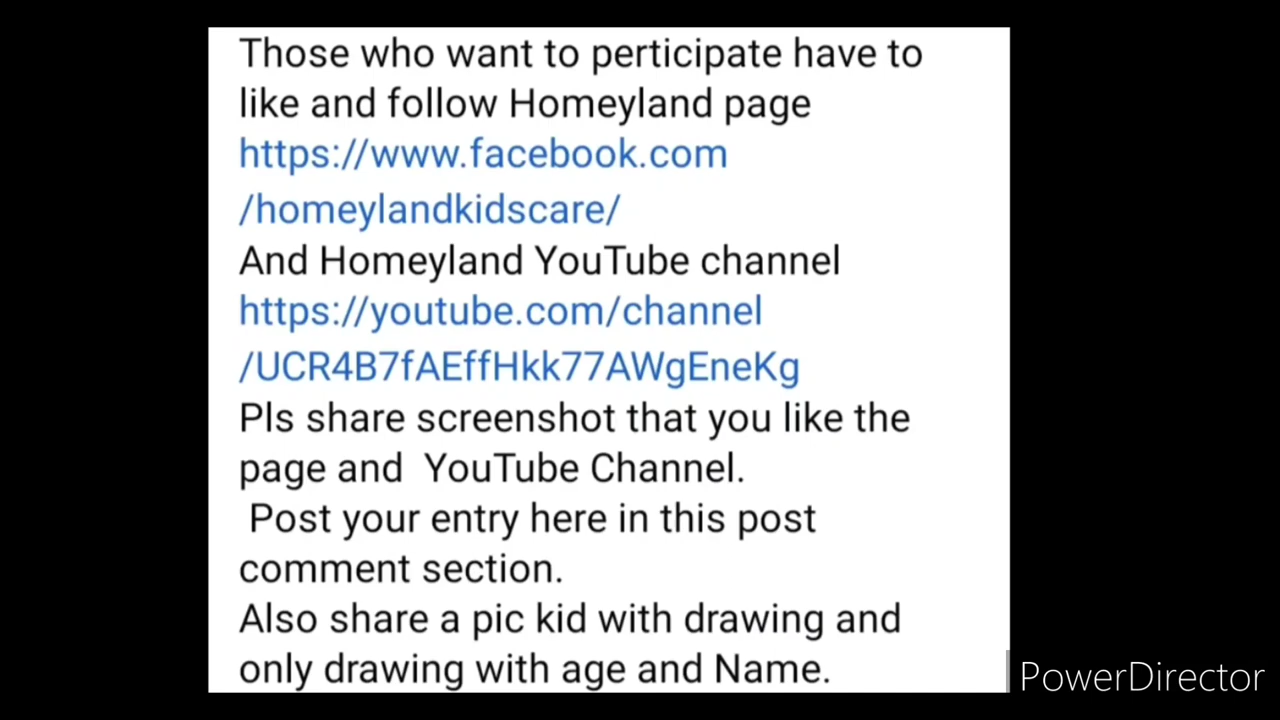 Those who want to perticipate have to
like and follow Homeyland page
https://www.facebook.com
/homeylandkidscare/
And Homeyland YouTube channel
https://youtube.com/channel
/UCR4B7fAEffHkk77AWgEneKg
Pls share screenshot that you like the
page and  YouTube Channel.
Post your entry here in this post
comment section.
Also share a pic kid with drawing and
only drawing with age and Name.
PowerDirector